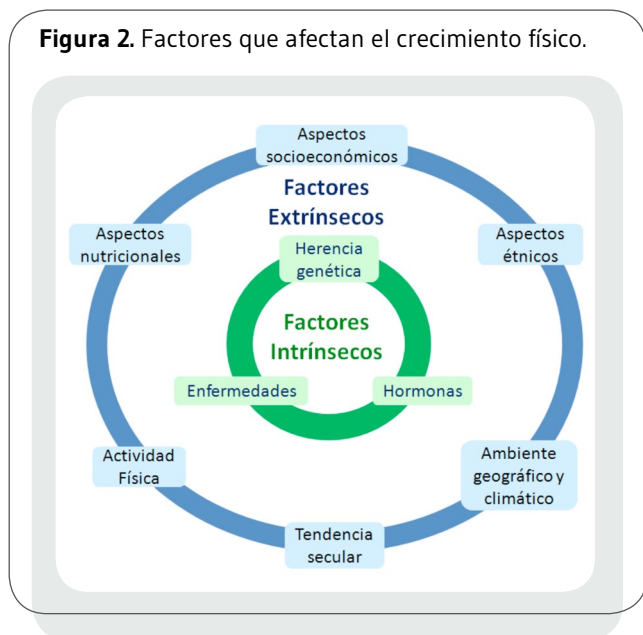 Figura 2. Factores que afectan el crecimiento físico.
Aspectos
socioeconómicos
Factores
Extrínsecos
Aspectos
nutricionales
Aspectos
étnicos
Herencia
genética
Factores
Intrínsecos
Enfermedades
Hormonas
Actividad
Física
Ambiente
geográfico y
climático
Tendencia
secular